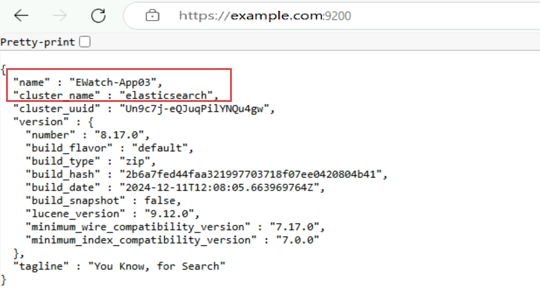 https://example.com:9200
Pretty-print
{
"name" : "EWatch-App03",
"cluster_name" : "elasticsearch",
"cluster_uuid" : "Un9c7j-eQJuqPilYNQu4gw",
"version" : {
"number" : "8.17.0",
"build_flavor" : "default",
"build_type" : "zip",
"build_hash" : "2b6a7fed44faa321997703718f07ee0420804b41",
"build_date" : "2024-12-11T12:08:05.663969764Z",
"build_snapshot" : false,
"lucene_version" : "9.12.0",
"minimum_wire_compatibility_version" : "7.17.0",
"minimum_index_compatibility_version" : "7.0.0"
},
"tagline" : "You Know, for Search"
}